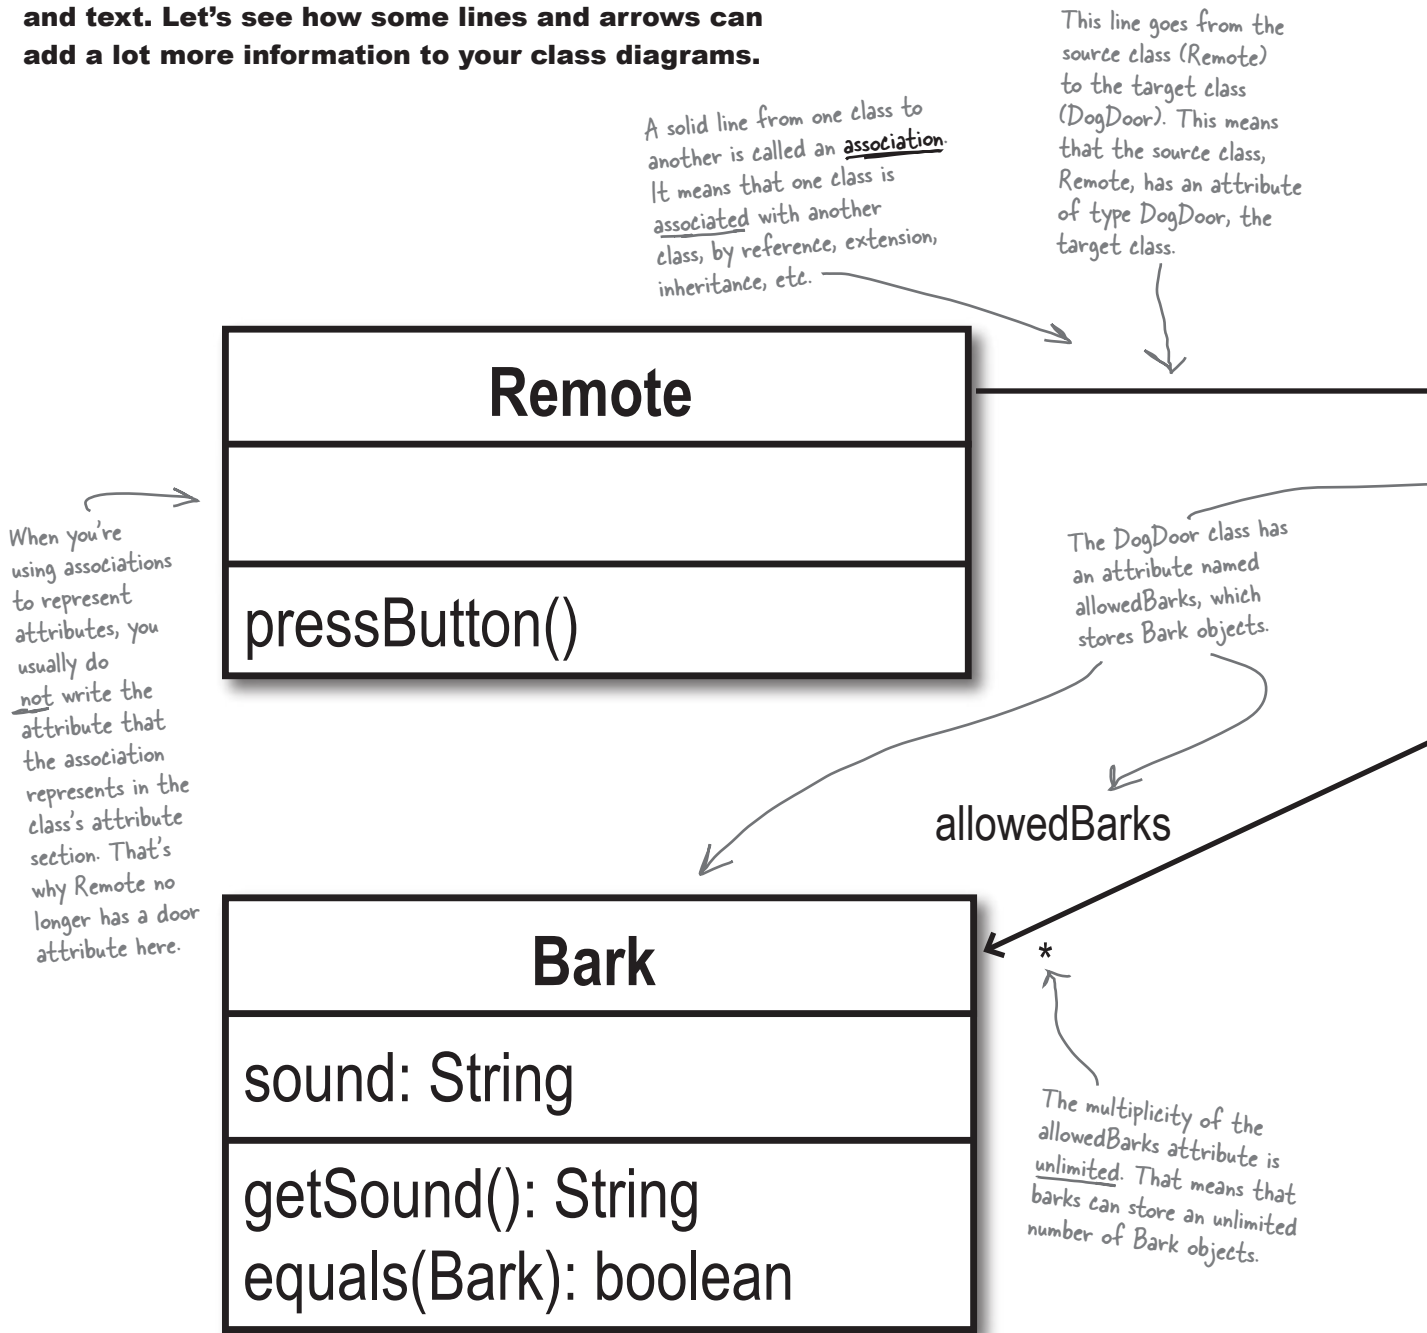 and text. Let’s see how some lines and arrows can
add a lot more information to your class diagrams.
A solid line from one class to
another is called an association.
It means that one class is
associated with another
class, by reference, extension,
inheritance, etc.
This line goes from the
source class (Remote)
to the target class
(DogDoor). This means
that the source class,
Remote, has an attribute
of type DogDoor, the
target class.
Remote
pressButton()
When you’re
using associations
to represent
attributes, you
usually do
not write the
attribute that
the association
represents in the
class’s attribute
section. That’s
why Remote no
longer has a door
attribute here.
The DogDoor class has
an attribute named
allowedBarks, which
stores Bark objects.
allowedBarks
*
Bark
sound: String
getSound(): String
equals(Bark): boolean
The multiplicity of the
allowedBarks attribute is
unlimited. That means that
barks can store an unlimited
number of Bark objects.